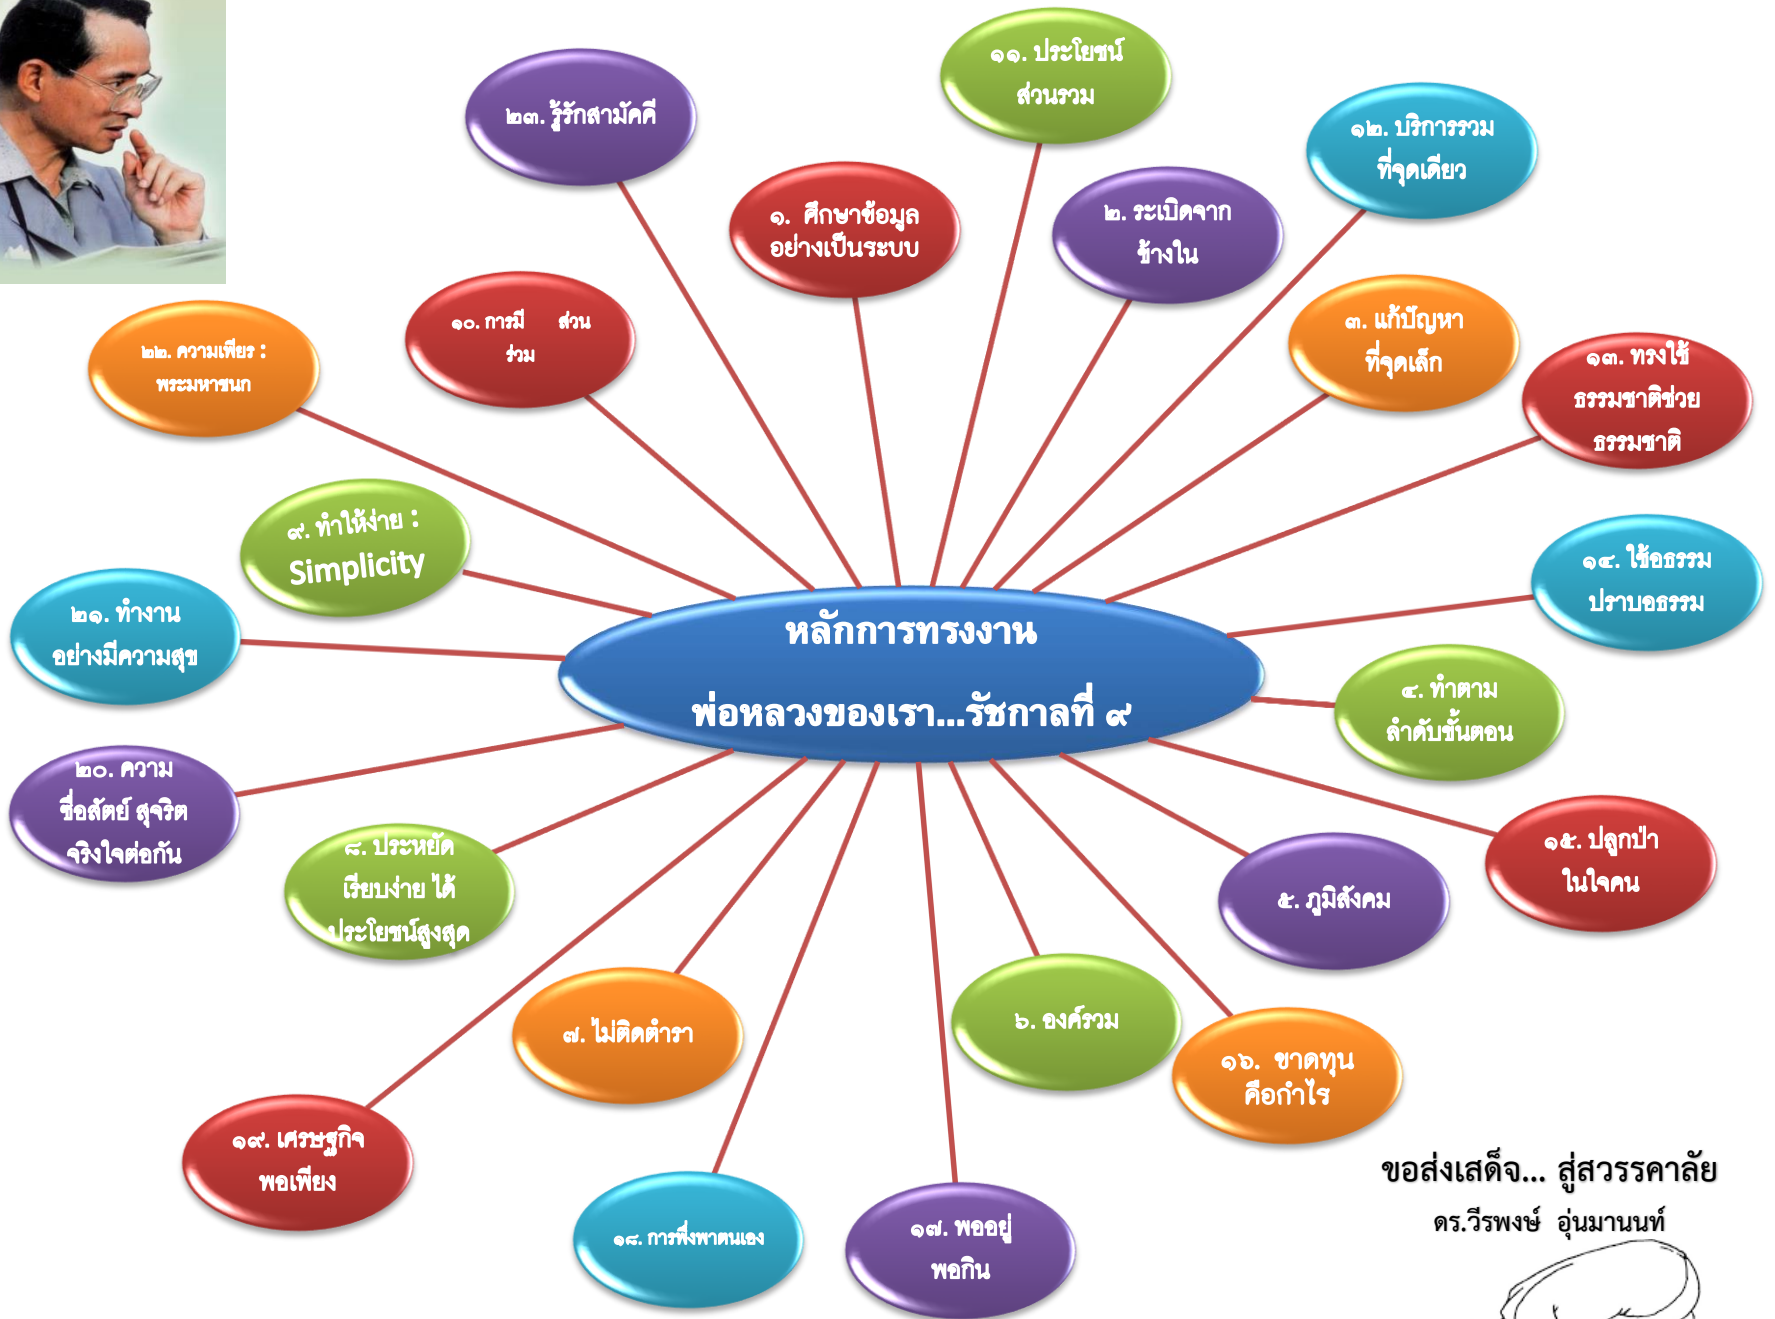 ๑๑. ประโยชน์
ส่วนรวม
๒๓. รู้รักสามัคคี
๑๒. บริการรวม
ที่จุดเดียว
๑. ศึกษาข้อมูล
อย่างเป็นระบบ
๒. ระเบิดจาก
ข้างใน
๑๐. การมี ส่วน
ร่วม
๓. แก้ปัญหา
ที่จุดเล็ก
๒๒. ความเพียร :
พระมหาชนก
๑๓. ทรงใช้
ธรรมชาติช่วย
ธรรมชาติ
๙. ทำให้ง่าย :
Simplicity
๑๔. ใช้อธรรม
ปราบอธรรม
๒๑. ทำงาน
อย่างมีความสุข
หลักการทรงงาน
พ่อหลวงของเรา...รัชกาลที่ ๙
๔. ทำตาม
ลำดับขั้นตอน
๒๐. ความ
ซื่อสัตย์ สุจริต
จริงใจต่อกัน
๘. ประหยัด
เรียบง่าย ได้
ประโยชน์สูงสุด
๑๕. ปลูกป่า
ในใจคน
๕. ภูมิสังคม
๗. ไม่ติดตำรา
๖. องค์รวม
๑๖. ขาดทุน
คือกำไร
๑๙. เศรษฐกิจ
พอเพียง
๑๘. การพึ่งพาตนเอง
๑๗. พออยู่
พอกิน
ขอส่งเสด็จ... สู่สวรรคาลัย
ดร.วีรพงษ์ อุ่นมานนท์